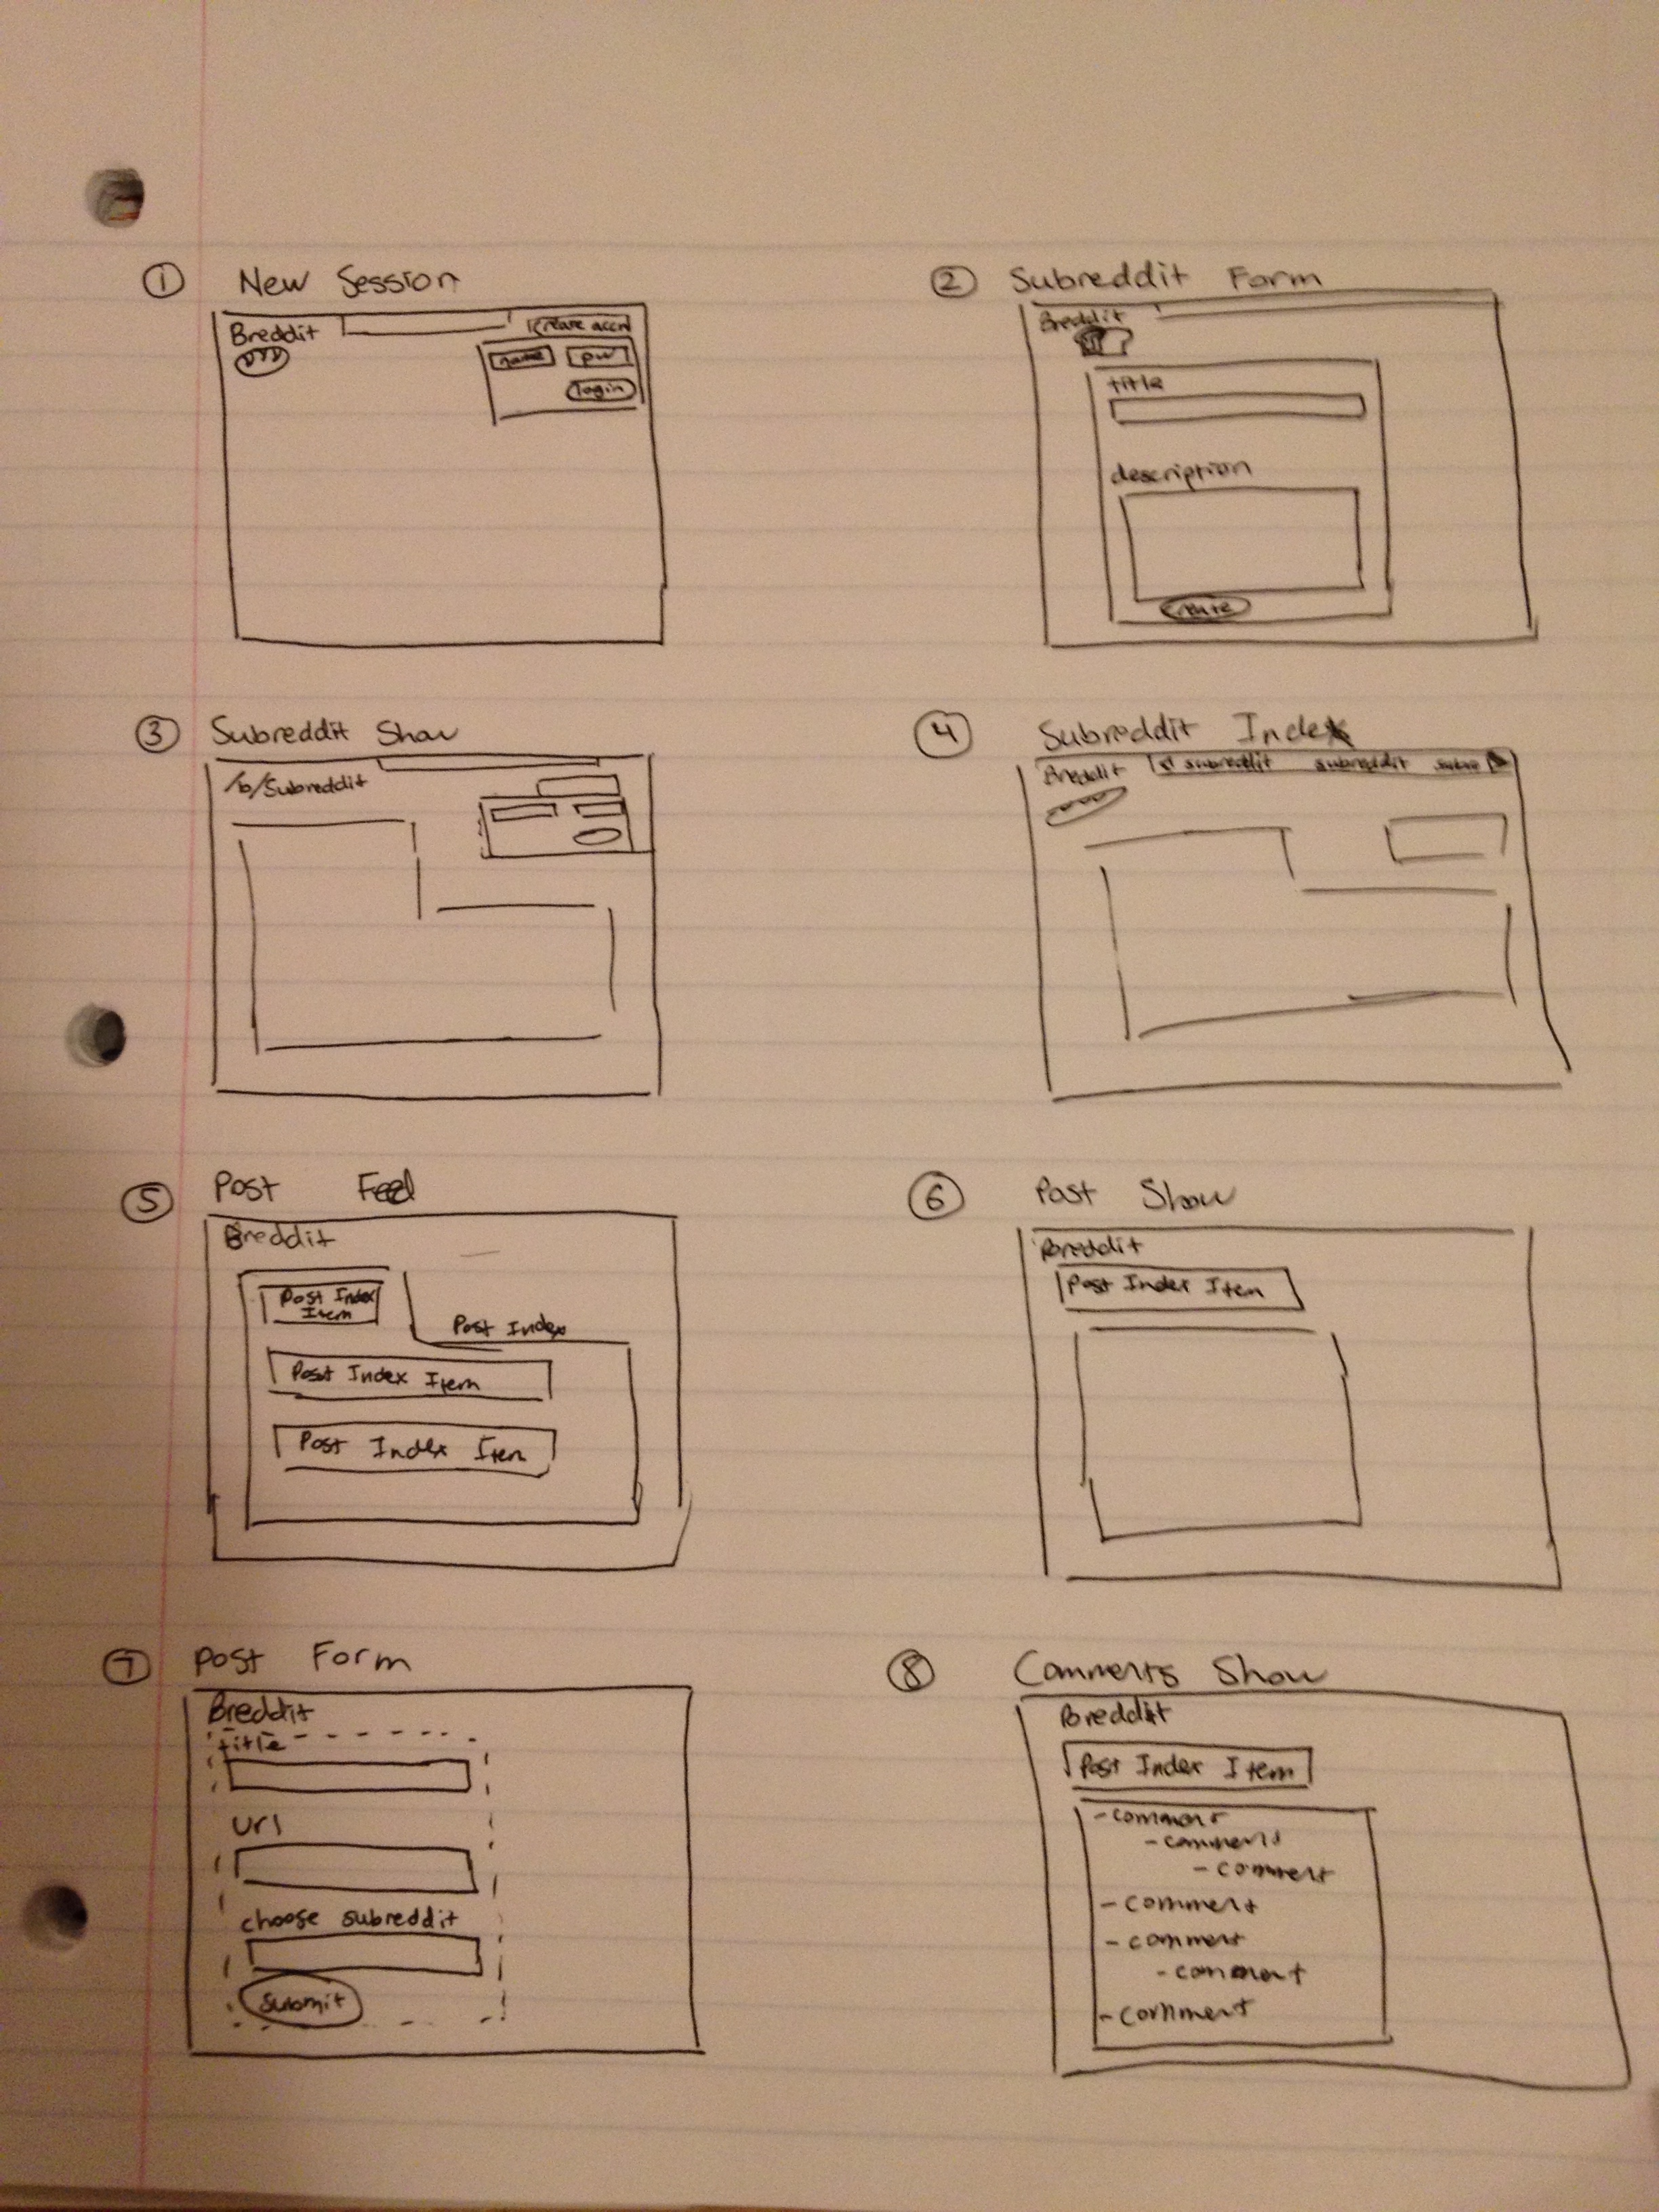 ① New Session
Breddit
create accn
name pw
login
② Subreddit Form
Breddit
title
description
create
③ Subreddit Show
/b/Subreddit
④ Subreddit Index
Breddit
subreddit subreddit subre
⑤ Post Feed
Breddit
Post Index
Item
Post Index
Post Index Item
Post Index Item
⑥ Post Show
Breddit
Post Index Item
⑦ Post Form
Breddit
title
url
choose subreddit
submit
⑧ Comments Show
Breddit
Post Index Item
- comment
- comment
- comment
- comment
- comment
- comment
- comment